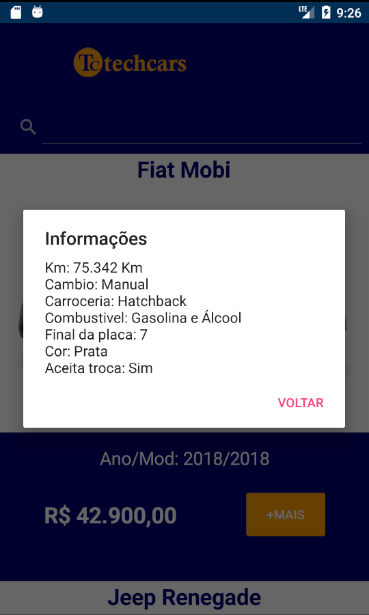 LTE 9:26
Tc techcars
Fiat Mobi
Informações
Km: 75.342 Km
Cambio: Manual
Carroceria: Hatchback
Combustivel: Gasolina e Álcool
Final da placa: 7
Cor: Prata
Aceita troca: Sim
VOLTAR
Ano/Mod: 2018/2018
R$ 42.900,00
+MAIS
Jeep Renegade